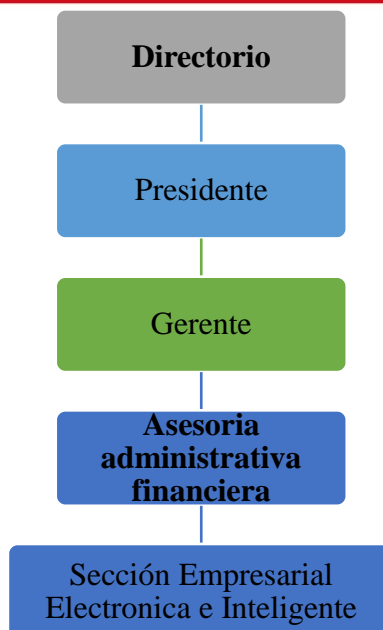 Directorio
Presidente
Gerente
Asesoria
administrativa
financiera
Sección Empresarial
Electronica e Inteligente